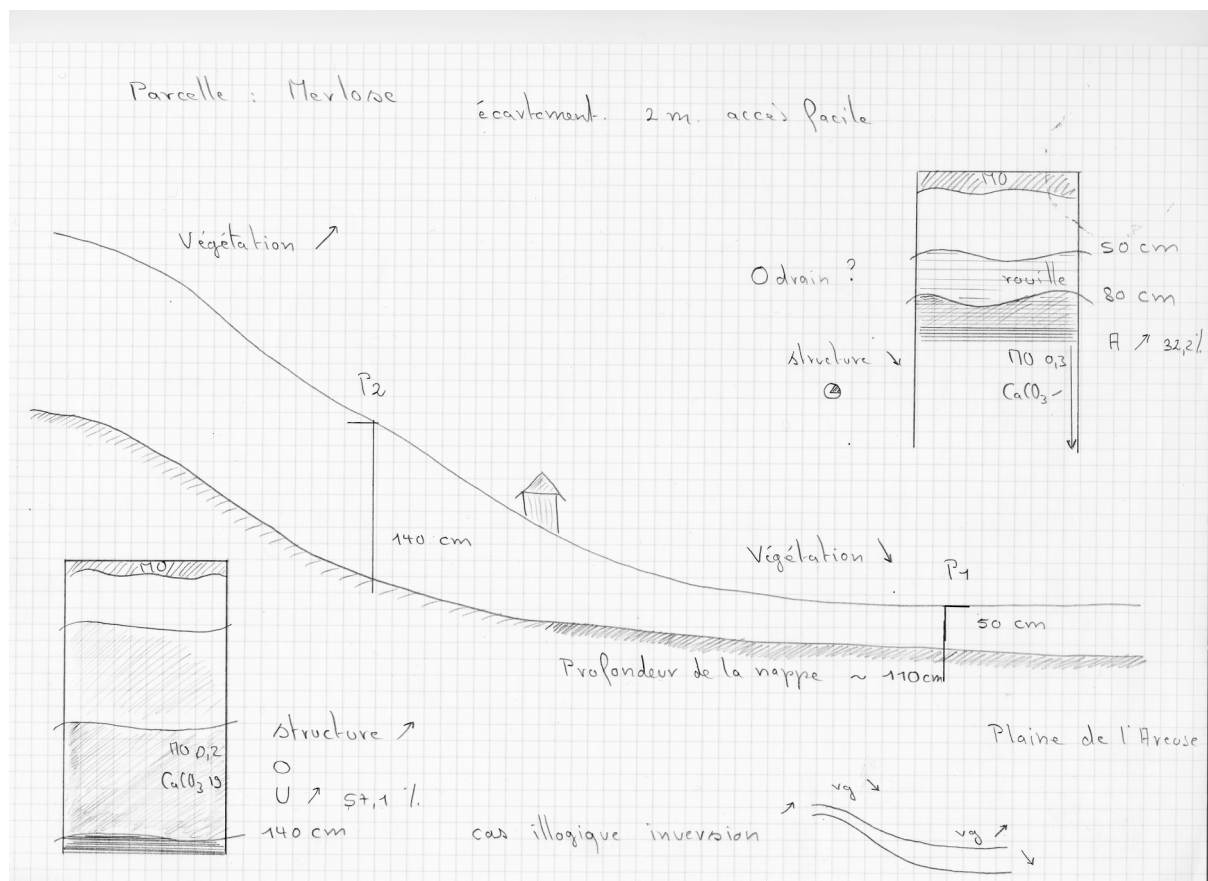 Parcelle : Merlose
écartement. 2 m. accès facile
MO
Végétation ↗
50 cm
O drain ?
rouille
80 cm
A ↗ 32,2%
structure ↘
MO 0,3
CaCO3 -
P2
140 cm
Végétation ↘
P1
50 cm
MO
Profondeur de la nappe ~ 110 cm
structure ↗
Plaine de l'Areuse
MO 0,2
CaCO3 19
O
U ↗ 57,1 %
vg ↘
140 cm
cas illogique inversion
vg ↗